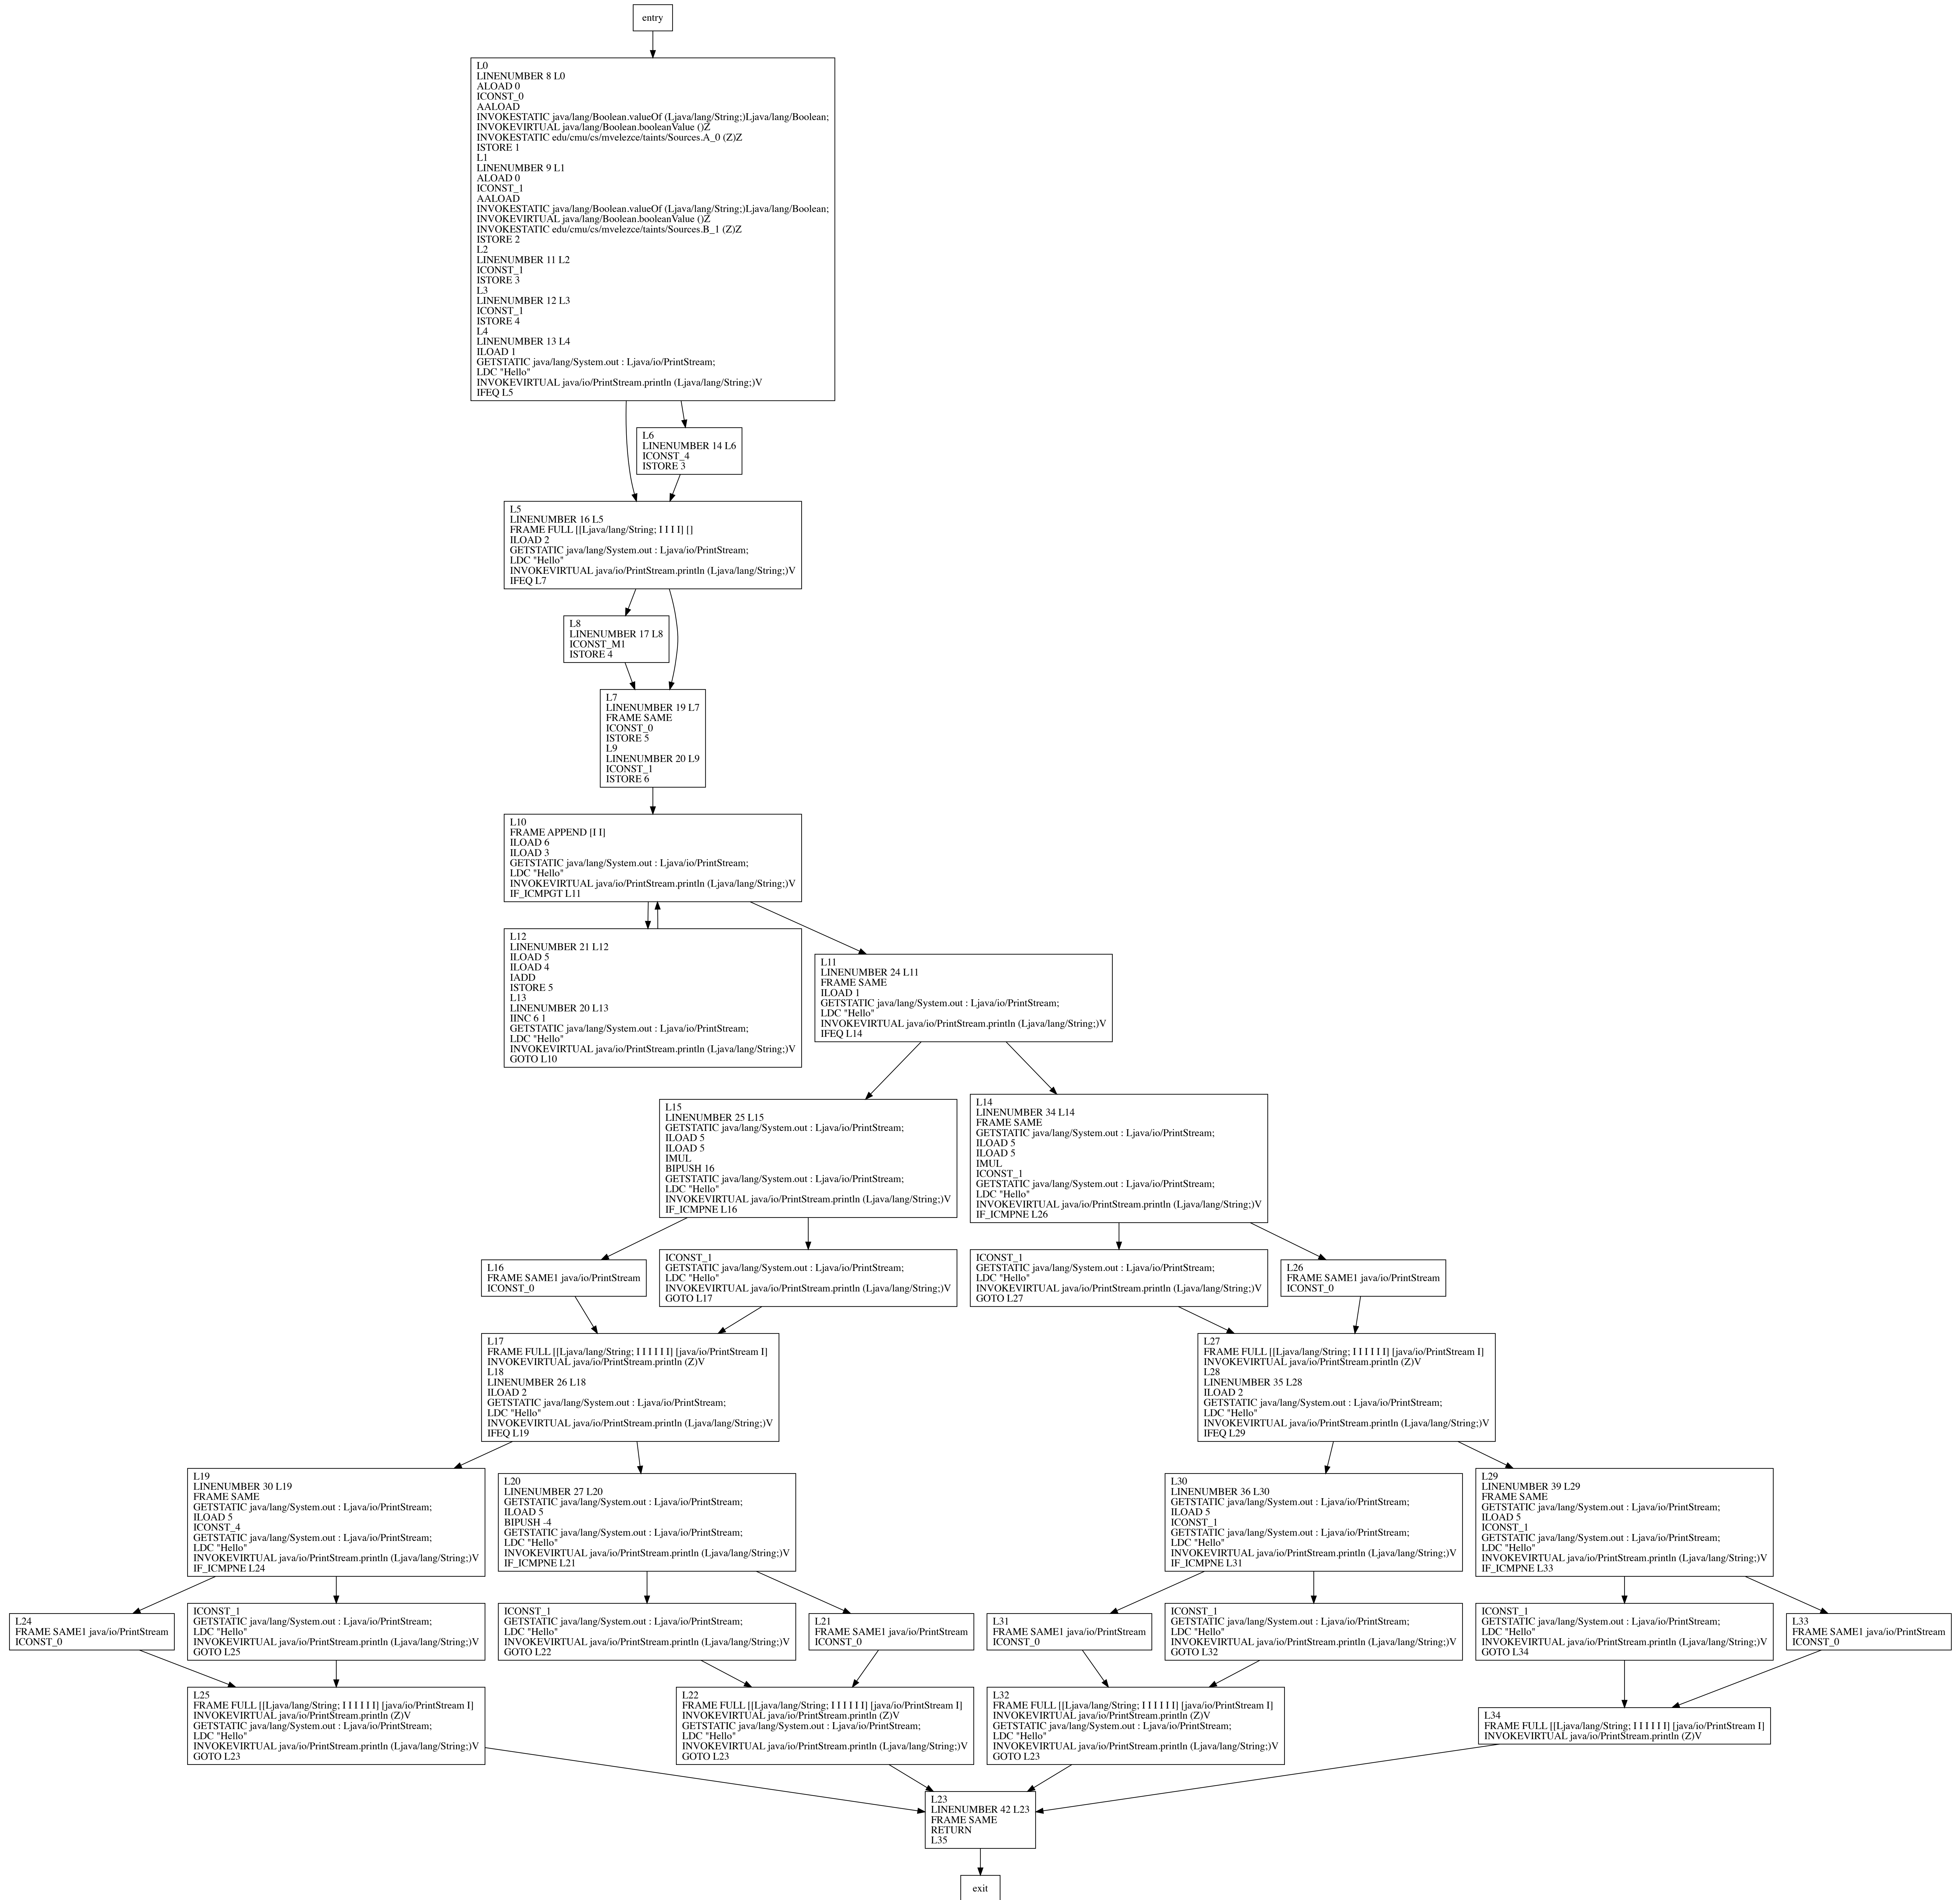 entry
L0
LINENUMBER 8 L0
ALOAD 0
ICONST_0
AALOAD
INVOKESTATIC java/lang/Boolean.valueOf (Ljava/lang/String;)Ljava/lang/Boolean;
INVOKEVIRTUAL java/lang/Boolean.booleanValue ()Z
INVOKESTATIC edu/cmu/cs/mvelezce/taints/Sources.A_0 (Z)Z
ISTORE 1
L1
LINENUMBER 9 L1
ALOAD 0
ICONST_1
AALOAD
INVOKESTATIC java/lang/Boolean.valueOf (Ljava/lang/String;)Ljava/lang/Boolean;
INVOKEVIRTUAL java/lang/Boolean.booleanValue ()Z
INVOKESTATIC edu/cmu/cs/mvelezce/taints/Sources.B_1 (Z)Z
ISTORE 2
L2
LINENUMBER 11 L2
ICONST_1
ISTORE 3
L3
LINENUMBER 12 L3
ICONST_1
ISTORE 4
L4
LINENUMBER 13 L4
ILOAD 1
GETSTATIC java/lang/System.out : Ljava/io/PrintStream;
LDC "Hello"
INVOKEVIRTUAL java/io/PrintStream.println (Ljava/lang/String;)V
IFEQ L5
L6
LINENUMBER 14 L6
ICONST_4
ISTORE 3
L5
LINENUMBER 16 L5
FRAME FULL [[Ljava/lang/String; I I I I] []
ILOAD 2
GETSTATIC java/lang/System.out : Ljava/io/PrintStream;
LDC "Hello"
INVOKEVIRTUAL java/io/PrintStream.println (Ljava/lang/String;)V
IFEQ L7
L8
LINENUMBER 17 L8
ICONST_M1
ISTORE 4
L7
LINENUMBER 19 L7
FRAME SAME
ICONST_0
ISTORE 5
L9
LINENUMBER 20 L9
ICONST_1
ISTORE 6
L10
FRAME APPEND [I I]
ILOAD 6
ILOAD 3
GETSTATIC java/lang/System.out : Ljava/io/PrintStream;
LDC "Hello"
INVOKEVIRTUAL java/io/PrintStream.println (Ljava/lang/String;)V
IF_ICMPGT L11
L12
LINENUMBER 21 L12
ILOAD 5
ILOAD 4
IADD
ISTORE 5
L13
LINENUMBER 20 L13
IINC 6 1
GETSTATIC java/lang/System.out : Ljava/io/PrintStream;
LDC "Hello"
INVOKEVIRTUAL java/io/PrintStream.println (Ljava/lang/String;)V
GOTO L10
L11
LINENUMBER 24 L11
FRAME SAME
ILOAD 1
GETSTATIC java/lang/System.out : Ljava/io/PrintStream;
LDC "Hello"
INVOKEVIRTUAL java/io/PrintStream.println (Ljava/lang/String;)V
IFEQ L14
L15
LINENUMBER 25 L15
GETSTATIC java/lang/System.out : Ljava/io/PrintStream;
ILOAD 5
ILOAD 5
IMUL
BIPUSH 16
GETSTATIC java/lang/System.out : Ljava/io/PrintStream;
LDC "Hello"
INVOKEVIRTUAL java/io/PrintStream.println (Ljava/lang/String;)V
IF_ICMPNE L16
L14
LINENUMBER 34 L14
FRAME SAME
GETSTATIC java/lang/System.out : Ljava/io/PrintStream;
ILOAD 5
ILOAD 5
IMUL
ICONST_1
GETSTATIC java/lang/System.out : Ljava/io/PrintStream;
LDC "Hello"
INVOKEVIRTUAL java/io/PrintStream.println (Ljava/lang/String;)V
IF_ICMPNE L26
L16
FRAME SAME1 java/io/PrintStream
ICONST_0
ICONST_1
GETSTATIC java/lang/System.out : Ljava/io/PrintStream;
LDC "Hello"
INVOKEVIRTUAL java/io/PrintStream.println (Ljava/lang/String;)V
GOTO L17
ICONST_1
GETSTATIC java/lang/System.out : Ljava/io/PrintStream;
LDC "Hello"
INVOKEVIRTUAL java/io/PrintStream.println (Ljava/lang/String;)V
GOTO L27
L26
FRAME SAME1 java/io/PrintStream
ICONST_0
L17
FRAME FULL [[Ljava/lang/String; I I I I I I] [java/io/PrintStream I]
INVOKEVIRTUAL java/io/PrintStream.println (Z)V
L18
LINENUMBER 26 L18
ILOAD 2
GETSTATIC java/lang/System.out : Ljava/io/PrintStream;
LDC "Hello"
INVOKEVIRTUAL java/io/PrintStream.println (Ljava/lang/String;)V
IFEQ L19
L27
FRAME FULL [[Ljava/lang/String; I I I I I I] [java/io/PrintStream I]
INVOKEVIRTUAL java/io/PrintStream.println (Z)V
L28
LINENUMBER 35 L28
ILOAD 2
GETSTATIC java/lang/System.out : Ljava/io/PrintStream;
LDC "Hello"
INVOKEVIRTUAL java/io/PrintStream.println (Ljava/lang/String;)V
IFEQ L29
L19
LINENUMBER 30 L19
FRAME SAME
GETSTATIC java/lang/System.out : Ljava/io/PrintStream;
ILOAD 5
ICONST_4
GETSTATIC java/lang/System.out : Ljava/io/PrintStream;
LDC "Hello"
INVOKEVIRTUAL java/io/PrintStream.println (Ljava/lang/String;)V
IF_ICMPNE L24
L20
LINENUMBER 27 L20
GETSTATIC java/lang/System.out : Ljava/io/PrintStream;
ILOAD 5
BIPUSH -4
GETSTATIC java/lang/System.out : Ljava/io/PrintStream;
LDC "Hello"
INVOKEVIRTUAL java/io/PrintStream.println (Ljava/lang/String;)V
IF_ICMPNE L21
L30
LINENUMBER 36 L30
GETSTATIC java/lang/System.out : Ljava/io/PrintStream;
ILOAD 5
ICONST_1
GETSTATIC java/lang/System.out : Ljava/io/PrintStream;
LDC "Hello"
INVOKEVIRTUAL java/io/PrintStream.println (Ljava/lang/String;)V
IF_ICMPNE L31
L29
LINENUMBER 39 L29
FRAME SAME
GETSTATIC java/lang/System.out : Ljava/io/PrintStream;
ILOAD 5
ICONST_1
GETSTATIC java/lang/System.out : Ljava/io/PrintStream;
LDC "Hello"
INVOKEVIRTUAL java/io/PrintStream.println (Ljava/lang/String;)V
IF_ICMPNE L33
L24
FRAME SAME1 java/io/PrintStream
ICONST_0
ICONST_1
GETSTATIC java/lang/System.out : Ljava/io/PrintStream;
LDC "Hello"
INVOKEVIRTUAL java/io/PrintStream.println (Ljava/lang/String;)V
GOTO L25
ICONST_1
GETSTATIC java/lang/System.out : Ljava/io/PrintStream;
LDC "Hello"
INVOKEVIRTUAL java/io/PrintStream.println (Ljava/lang/String;)V
GOTO L22
L21
FRAME SAME1 java/io/PrintStream
ICONST_0
L31
FRAME SAME1 java/io/PrintStream
ICONST_0
ICONST_1
GETSTATIC java/lang/System.out : Ljava/io/PrintStream;
LDC "Hello"
INVOKEVIRTUAL java/io/PrintStream.println (Ljava/lang/String;)V
GOTO L32
ICONST_1
GETSTATIC java/lang/System.out : Ljava/io/PrintStream;
LDC "Hello"
INVOKEVIRTUAL java/io/PrintStream.println (Ljava/lang/String;)V
GOTO L34
L33
FRAME SAME1 java/io/PrintStream
ICONST_0
L25
FRAME FULL [[Ljava/lang/String; I I I I I I] [java/io/PrintStream I]
INVOKEVIRTUAL java/io/PrintStream.println (Z)V
GETSTATIC java/lang/System.out : Ljava/io/PrintStream;
LDC "Hello"
INVOKEVIRTUAL java/io/PrintStream.println (Ljava/lang/String;)V
GOTO L23
L22
FRAME FULL [[Ljava/lang/String; I I I I I I] [java/io/PrintStream I]
INVOKEVIRTUAL java/io/PrintStream.println (Z)V
GETSTATIC java/lang/System.out : Ljava/io/PrintStream;
LDC "Hello"
INVOKEVIRTUAL java/io/PrintStream.println (Ljava/lang/String;)V
GOTO L23
L32
FRAME FULL [[Ljava/lang/String; I I I I I I] [java/io/PrintStream I]
INVOKEVIRTUAL java/io/PrintStream.println (Z)V
GETSTATIC java/lang/System.out : Ljava/io/PrintStream;
LDC "Hello"
INVOKEVIRTUAL java/io/PrintStream.println (Ljava/lang/String;)V
GOTO L23
L34
FRAME FULL [[Ljava/lang/String; I I I I I I] [java/io/PrintStream I]
INVOKEVIRTUAL java/io/PrintStream.println (Z)V
L23
LINENUMBER 42 L23
FRAME SAME
RETURN
L35
exit